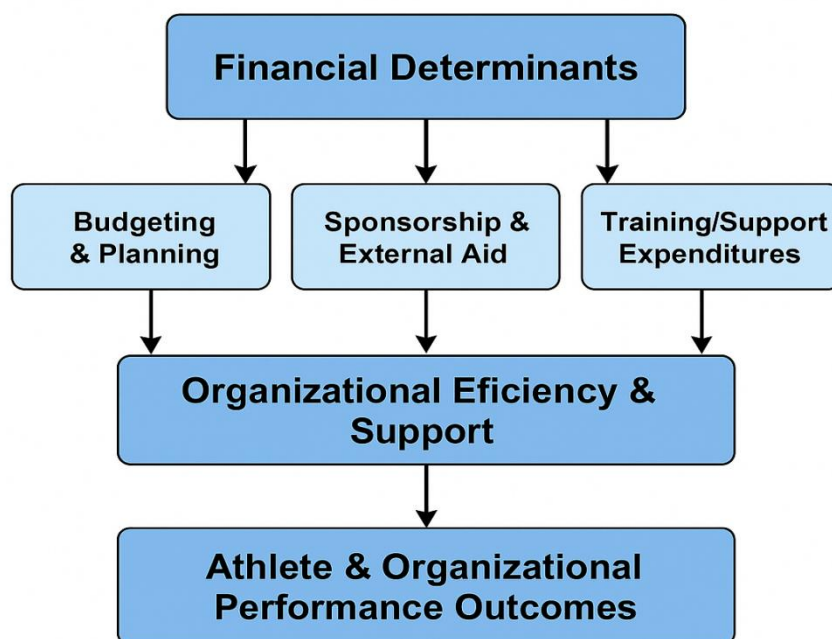 Financial Determinants
Budgeting
& Planning
Sponsorship &
External Aid
Training/Support
Expenditures
Organizational Eficiency &
Support
Athlete & Organizational
Performance Outcomes